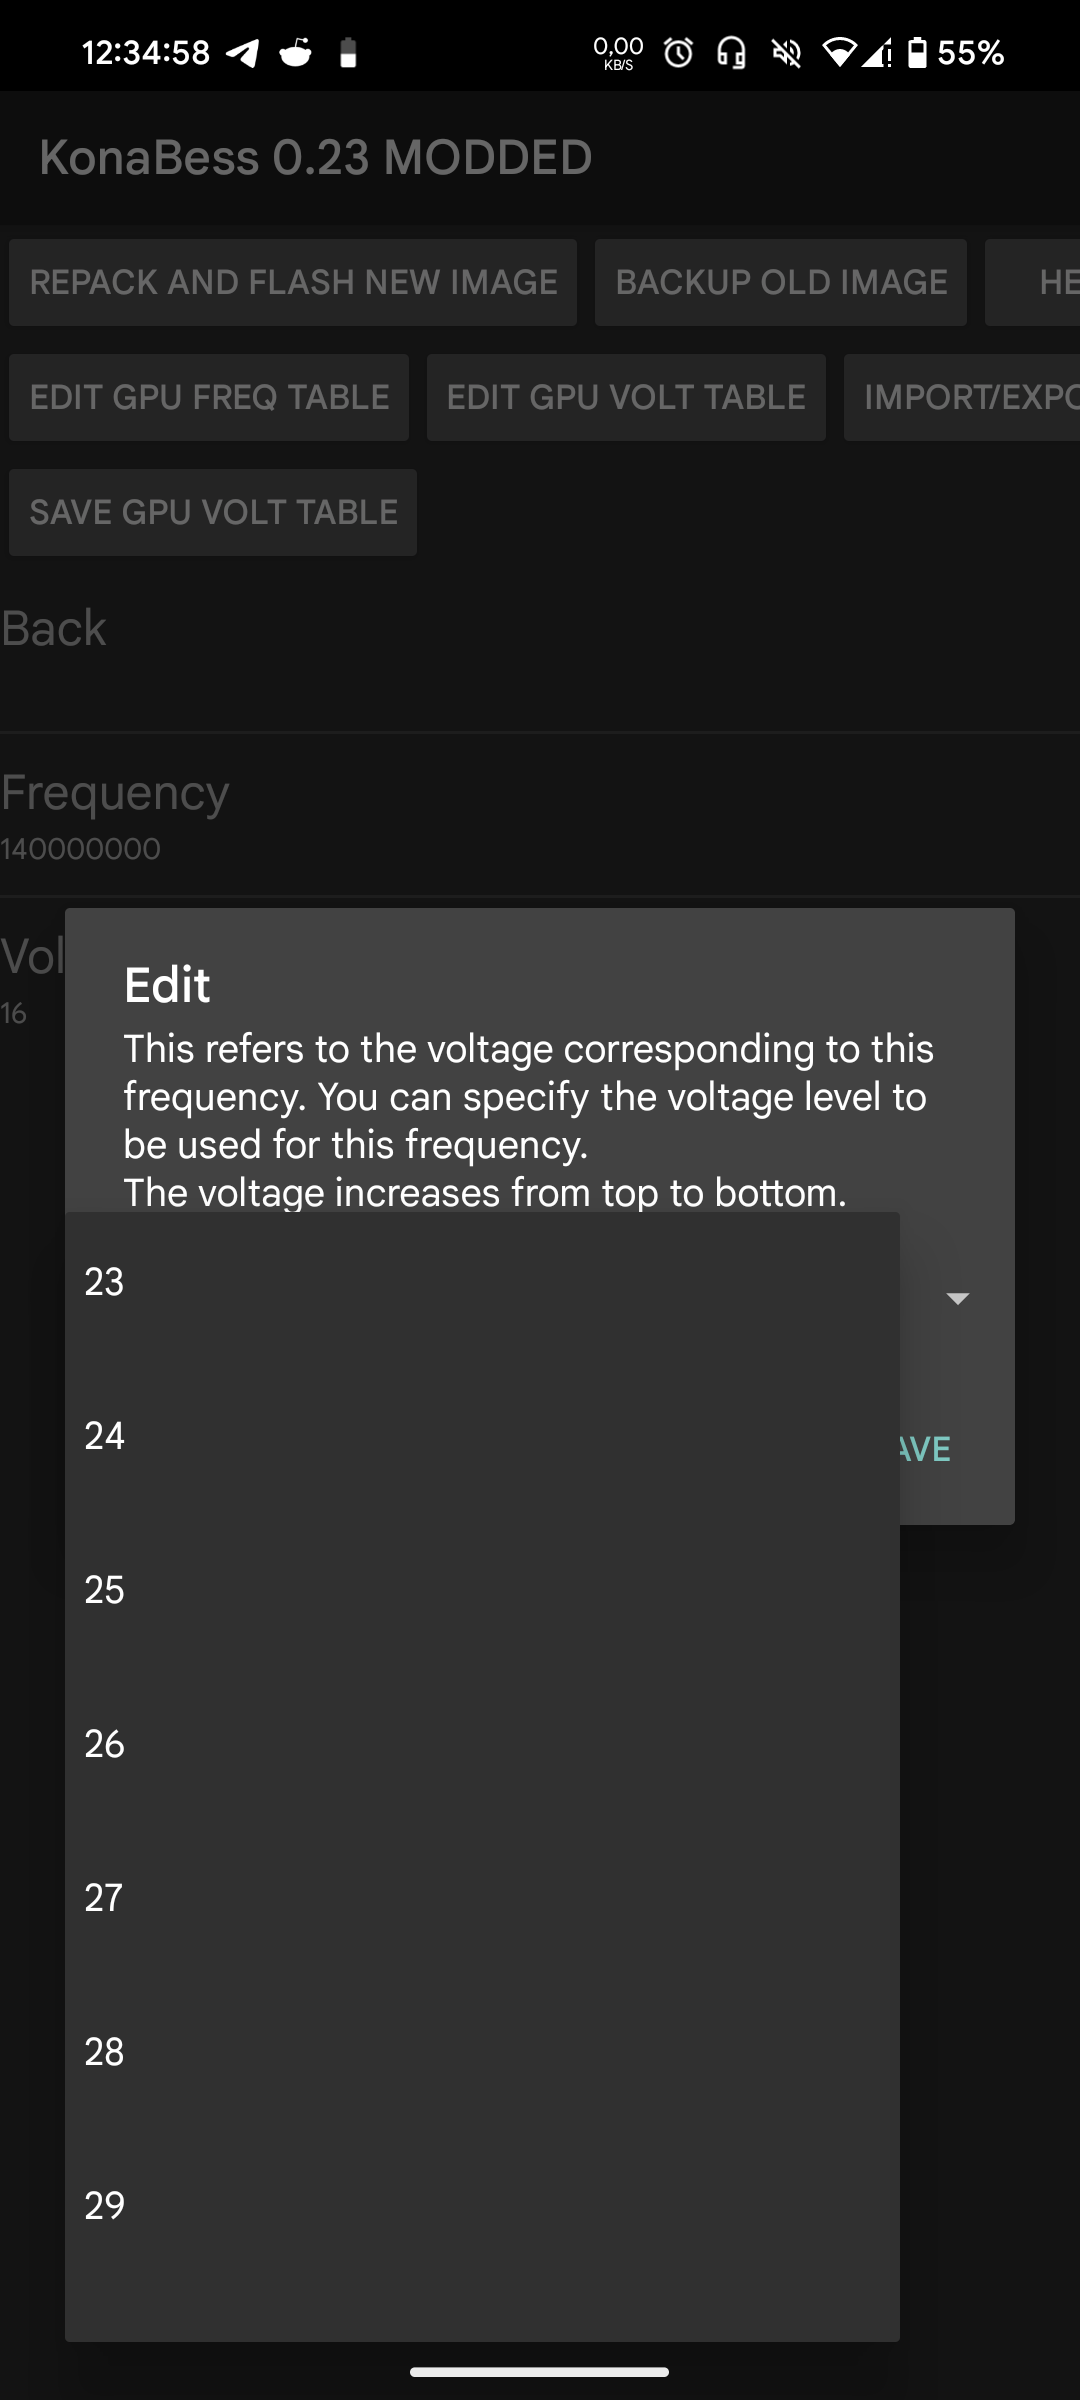 12:34:58 0,00 KB/S 55%
KonaBess 0.23 MODDED
REPACK AND FLASH NEW IMAGE BACKUP OLD IMAGE HE
EDIT GPU FREQ TABLE EDIT GPU VOLT TABLE IMPORT/EXPO
SAVE GPU VOLT TABLE
Back
Frequency
140000000
Vol
16
Edit
This refers to the voltage corresponding to this
frequency. You can specify the voltage level to
be used for this frequency.
The voltage increases from top to bottom.
23
24
AVE
25
26
27
28
29